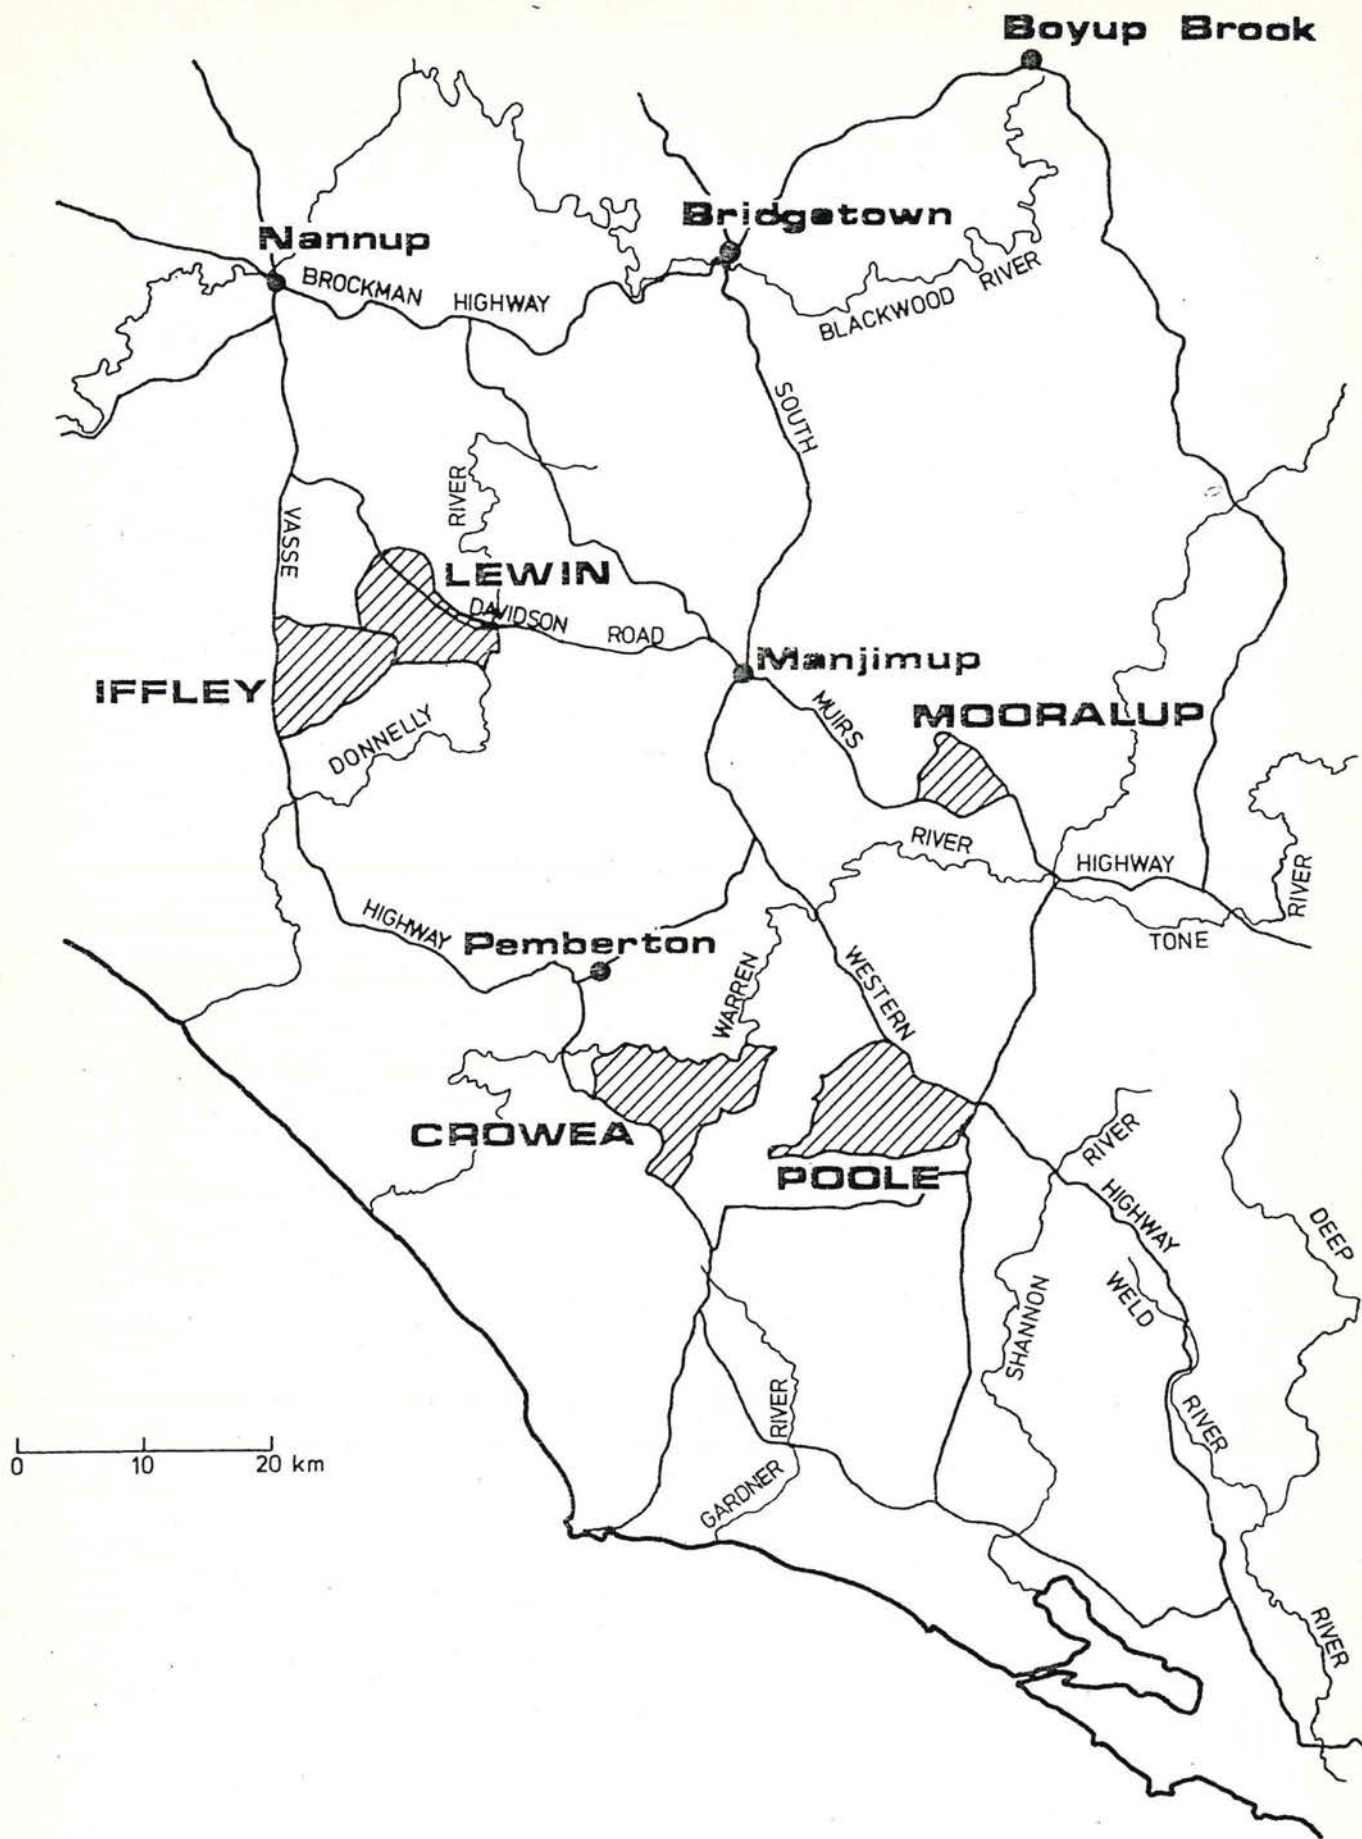 Boyup Brook
Bridgetown
Nannup
BROCKMAN HIGHWAY
BLACKWOOD RIVER
SOUTH
RIVER
VASSE
LEWIN
DAVIDSON ROAD
Manjimup
IFFLEY
MUIRS
MOORALUP
DONNELLY
RIVER
HIGHWAY
RIVER
HIGHWAY
Pemberton
TONE
WARREN
WESTERN
CROWEA
RIVER
POOLE
HIGHWAY
DEEP
WELD
SHANNON
RIVER
RIVER
0 10 20 km
GARDNER
RIVER